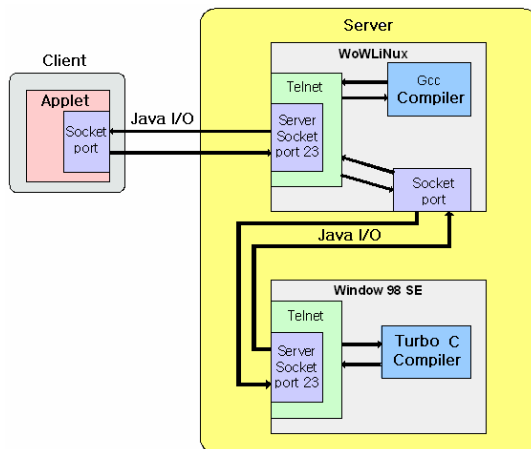 Server
WoWLiNux
Client
Telnet
Gcc
Compiler
Applet
Java I/O
Socket
port
Server
Socket
port 23
Socket
port
Java I/O
Window 98 SE
Telnet
Server
Socket
port 23
Turbo C
Compiler